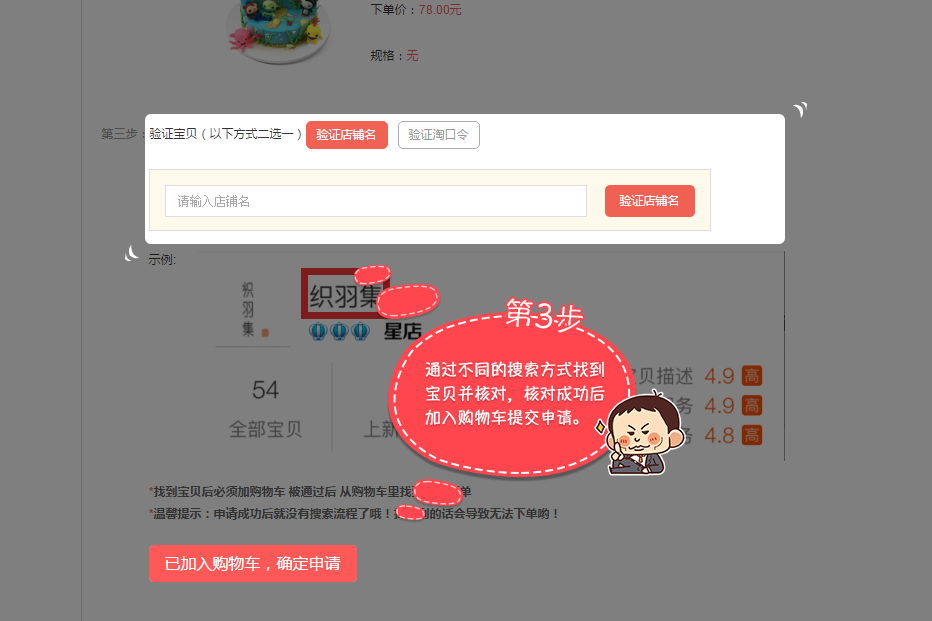 下单价：78.00元
规格：无
第三步：验证宝贝（以下方式二选一） 验证店铺名 验证淘口令
请输入店铺名 验证店铺名
示例:
织羽集
织羽集
星店
第3步
通过不同的搜索方式找到
宝贝并核对，核对成功后
加入购物车提交申请。
54
全部宝贝
上新
贝描述 4.9 高
务 4.9 高
4.8 高
*找到宝贝后必须加购物车 被通过后 从购物车里找
单
*温馨提示：申请成功后就没有搜索流程了哦！
到的话会导致无法下单哟！
已加入购物车，确定申请